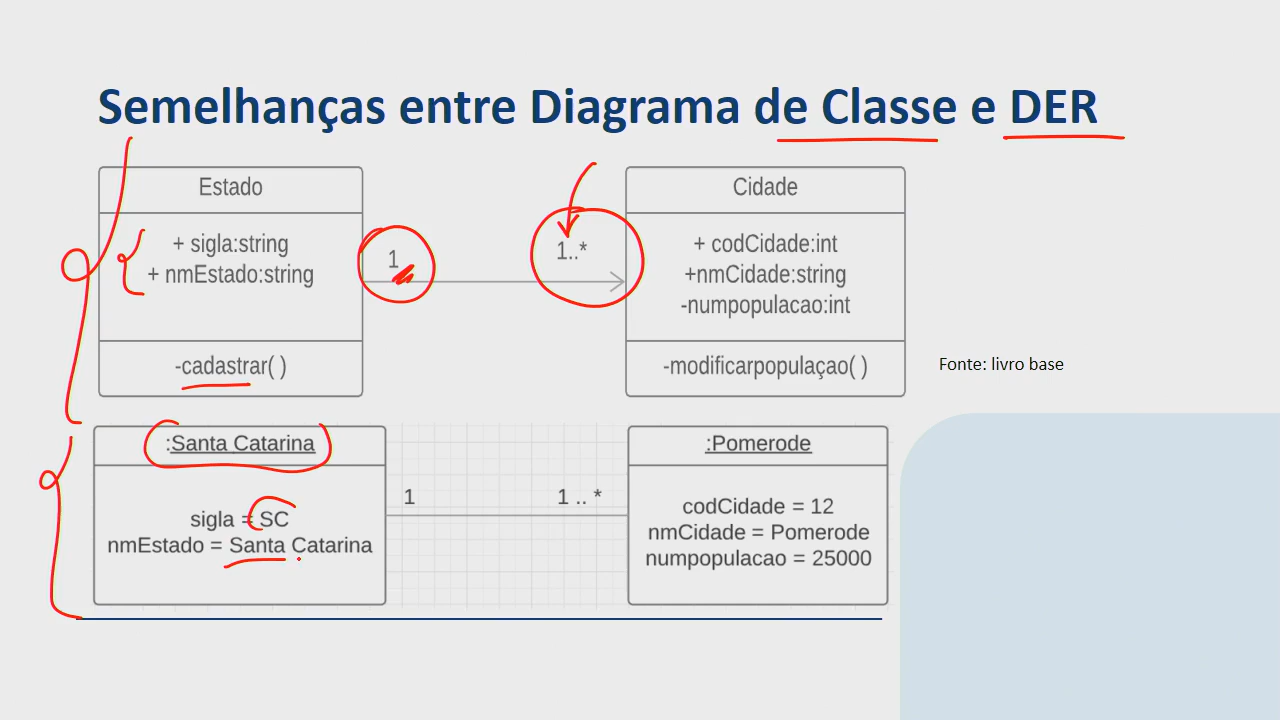 Semelhanças entre Diagrama de Classe e DER
Estado
+ sigla:string
+ nmEstado:string
-cadastrar( )
1
1..*
Cidade
+ codCidade:int
+nmCidade:string
-numpopulacao:int
-modificarpopulaçao( )
Fonte: livro base
:Santa Catarina
sigla = SC
nmEstado = Santa Catarina
1
1 .. *
:Pomerode
codCidade = 12
nmCidade = Pomerode
numpopulacao = 25000